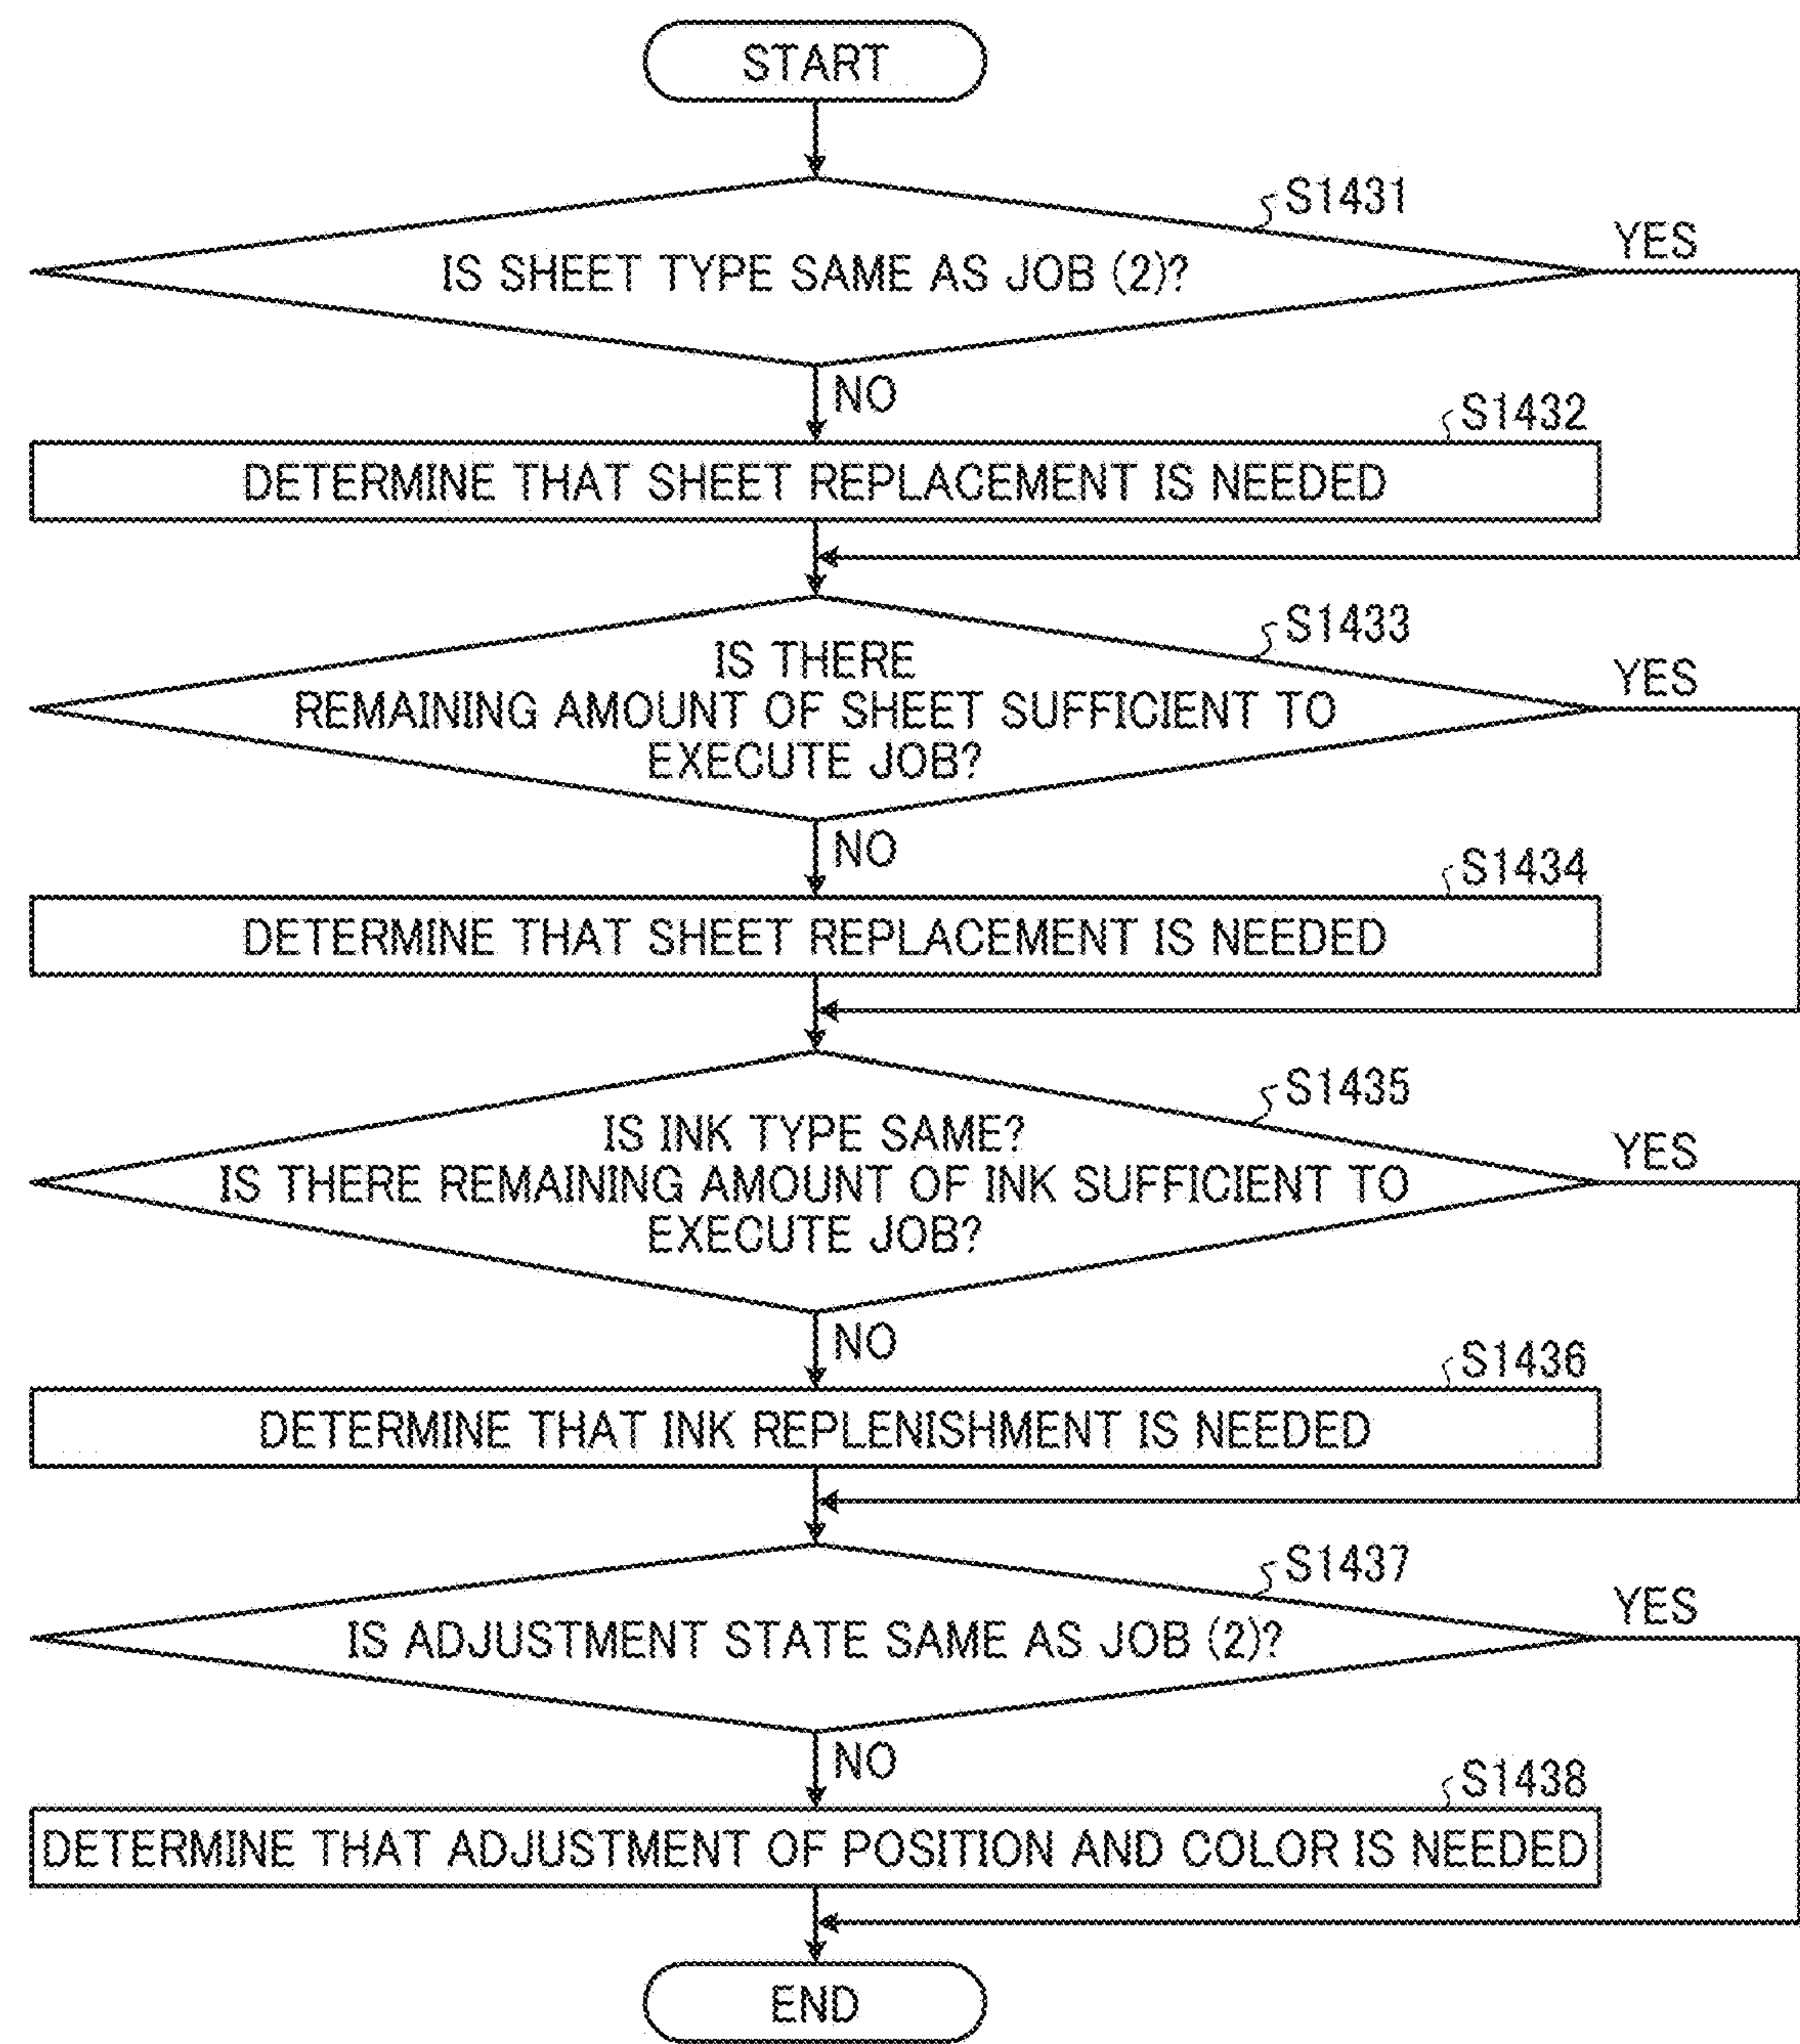 START
S1431
YES
IS SHEET TYPE SAME AS JOB (2)?
NO
S1432
DETERMINE THAT SHEET REPLACEMENT IS NEEDED
S1433
YES
IS THERE
REMAINING AMOUNT OF SHEET SUFFICIENT TO
EXECUTE JOB?
NO
S1434
DETERMINE THAT SHEET REPLACEMENT IS NEEDED
S1435
YES
IS INK TYPE SAME?
IS THERE REMAINING AMOUNT OF INK SUFFICIENT TO
EXECUTE JOB?
NO
S1436
DETERMINE THAT INK REPLENISHMENT IS NEEDED
S1437
YES
IS ADJUSTMENT STATE SAME AS JOB (2)?
NO
S1438
DETERMINE THAT ADJUSTMENT OF POSITION AND COLOR IS NEEDED
END